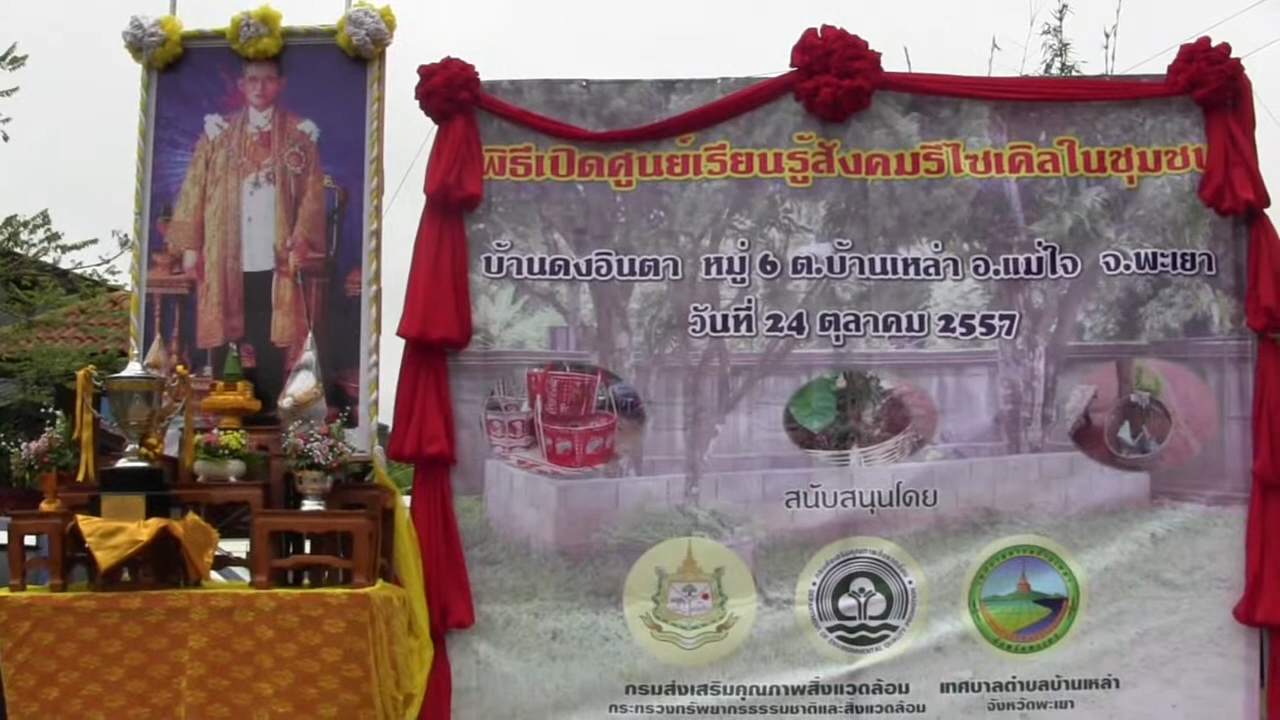 พิธีเปิดศูนย์เรียนรู้สังคมรีไซเคิลในชุมชน
บ้านดงอินตา หมู่ 6 ต.บ้านเหล่า อ.แม่ใจ จ.พะเยา
วันที่ 24 ตุลาคม 2557
สนับสนุนโดย
กรมส่งเสริมคุณภาพสิ่งแวดล้อม
กระทรวงทรัพยากรธรรมชาติและสิ่งแวดล้อม
เทศบาลตำบลบ้านเหล่า
จังหวัดพะเยา